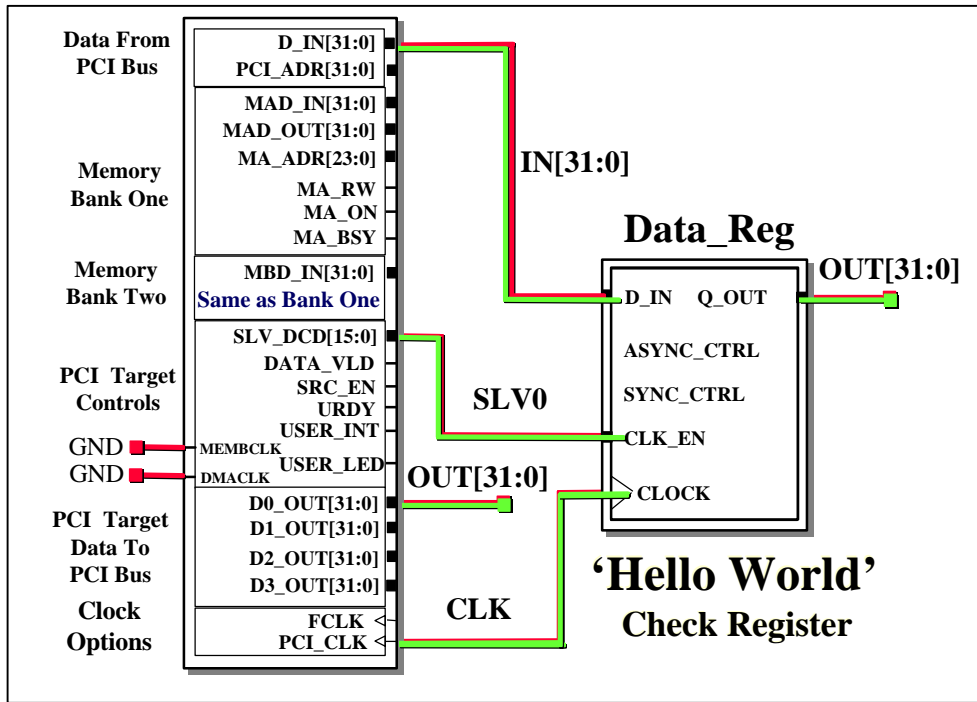 Data From
PCI Bus
D_IN[31:0]
PCI_ADR[31:0]
Memory
Bank One
MAD_IN[31:0]
MAD_OUT[31:0]
MA_ADR[23:0]
MA_RW
MA_ON
MA_BSY
Memory
Bank Two
MBD_IN[31:0]
Same as Bank One
PCI Target
Controls
SLV_DCD[15:0]
DATA_VLD
SRC_EN
URDY
USER_INT
GND
MEMBCLK
USER_LED
GND
DMACLK
PCI Target
Data To
PCI Bus
D0_OUT[31:0]
D1_OUT[31:0]
D2_OUT[31:0]
D3_OUT[31:0]
Clock
Options
FCLK
PCI_CLK
IN[31:0]
SLV0
OUT[31:0]
CLK
Data_Reg
D_IN Q_OUT
OUT[31:0]
ASYNC_CTRL
SYNC_CTRL
CLK_EN
CLOCK
‘Hello World’
Check Register